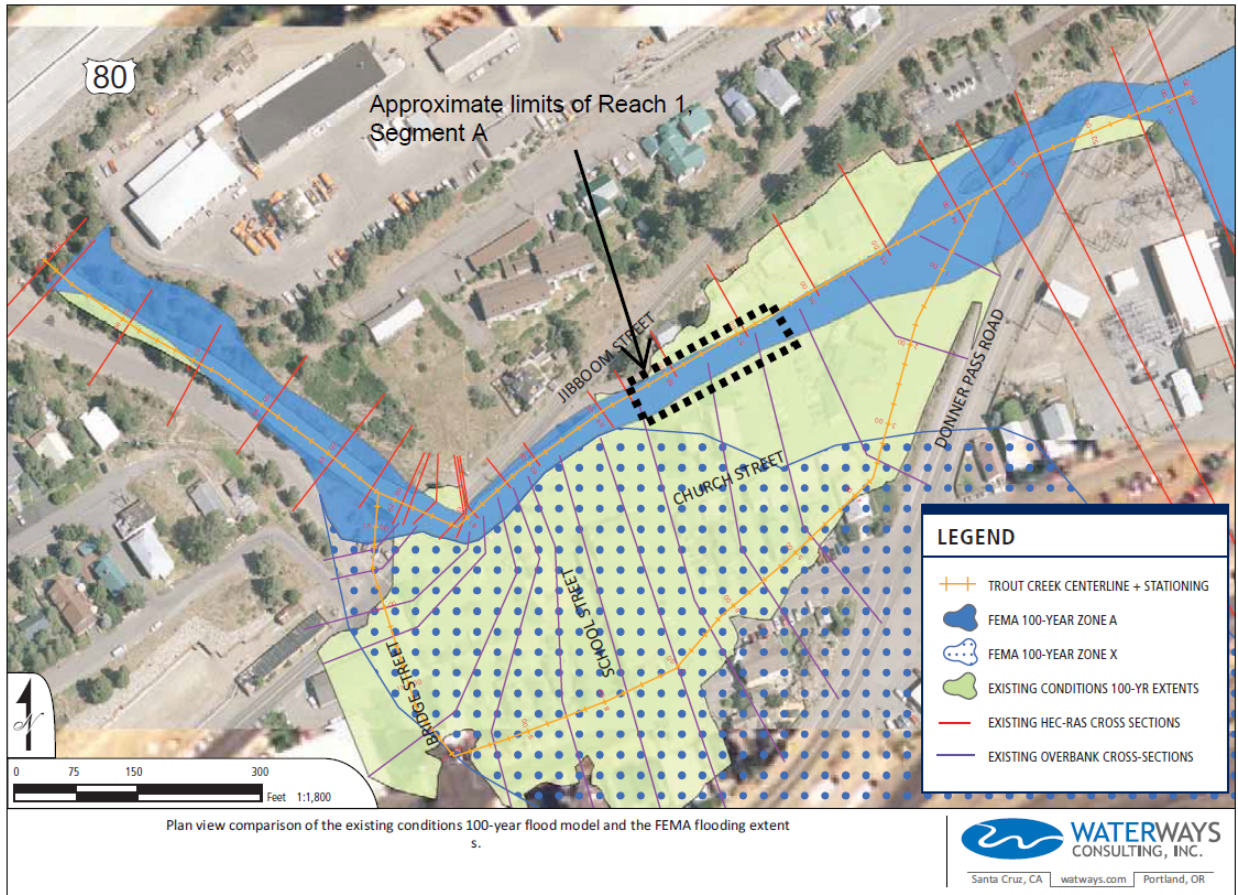 80
Approximate limits of Reach 1,
Segment A
JIBBOOM STREET
DONNER PASS ROAD
CHURCH STREET
SCHOOL STREET
BRIDGE STREET
LEGEND
TROUT CREEK CENTERLINE + STATIONING
FEMA 100-YEAR ZONE A
FEMA 100-YEAR ZONE X
EXISTING CONDITIONS 100-YR EXTENTS
EXISTING HEC-RAS CROSS SECTIONS
EXISTING OVERBANK CROSS-SECTIONS
N
0 75 150 300
Feet 1:1,800
Plan view comparison of the existing conditions 100-year flood model and the FEMA flooding extent
s.
WATERWAYS
CONSULTING, INC.
Santa Cruz, CA watways.com Portland, OR